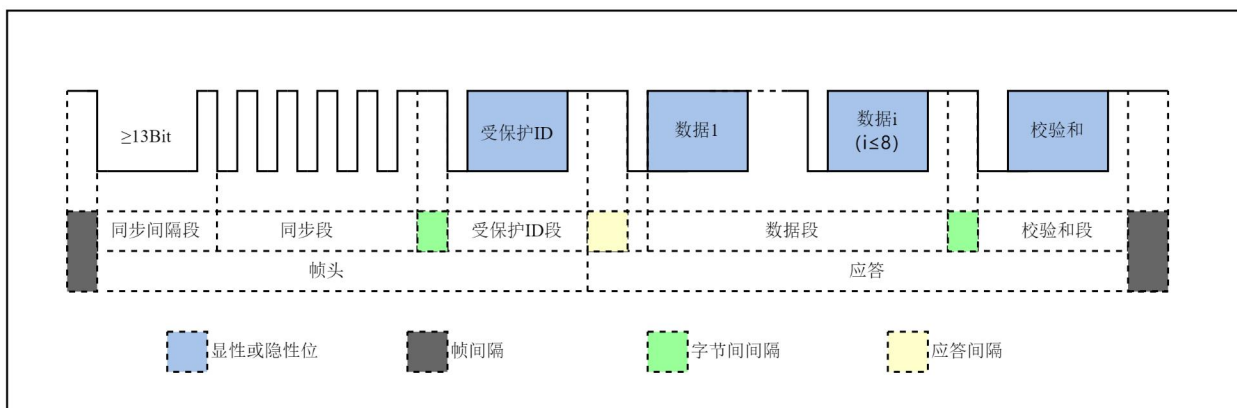 ≥13Bit
受保护ID
数据1
数据i
(i≤8)
校验和
同步间隔段
同步段
受保护ID段
数据段
校验和段
帧头
应答
显性或隐性位
帧间隔
字节间间隔
应答间隔